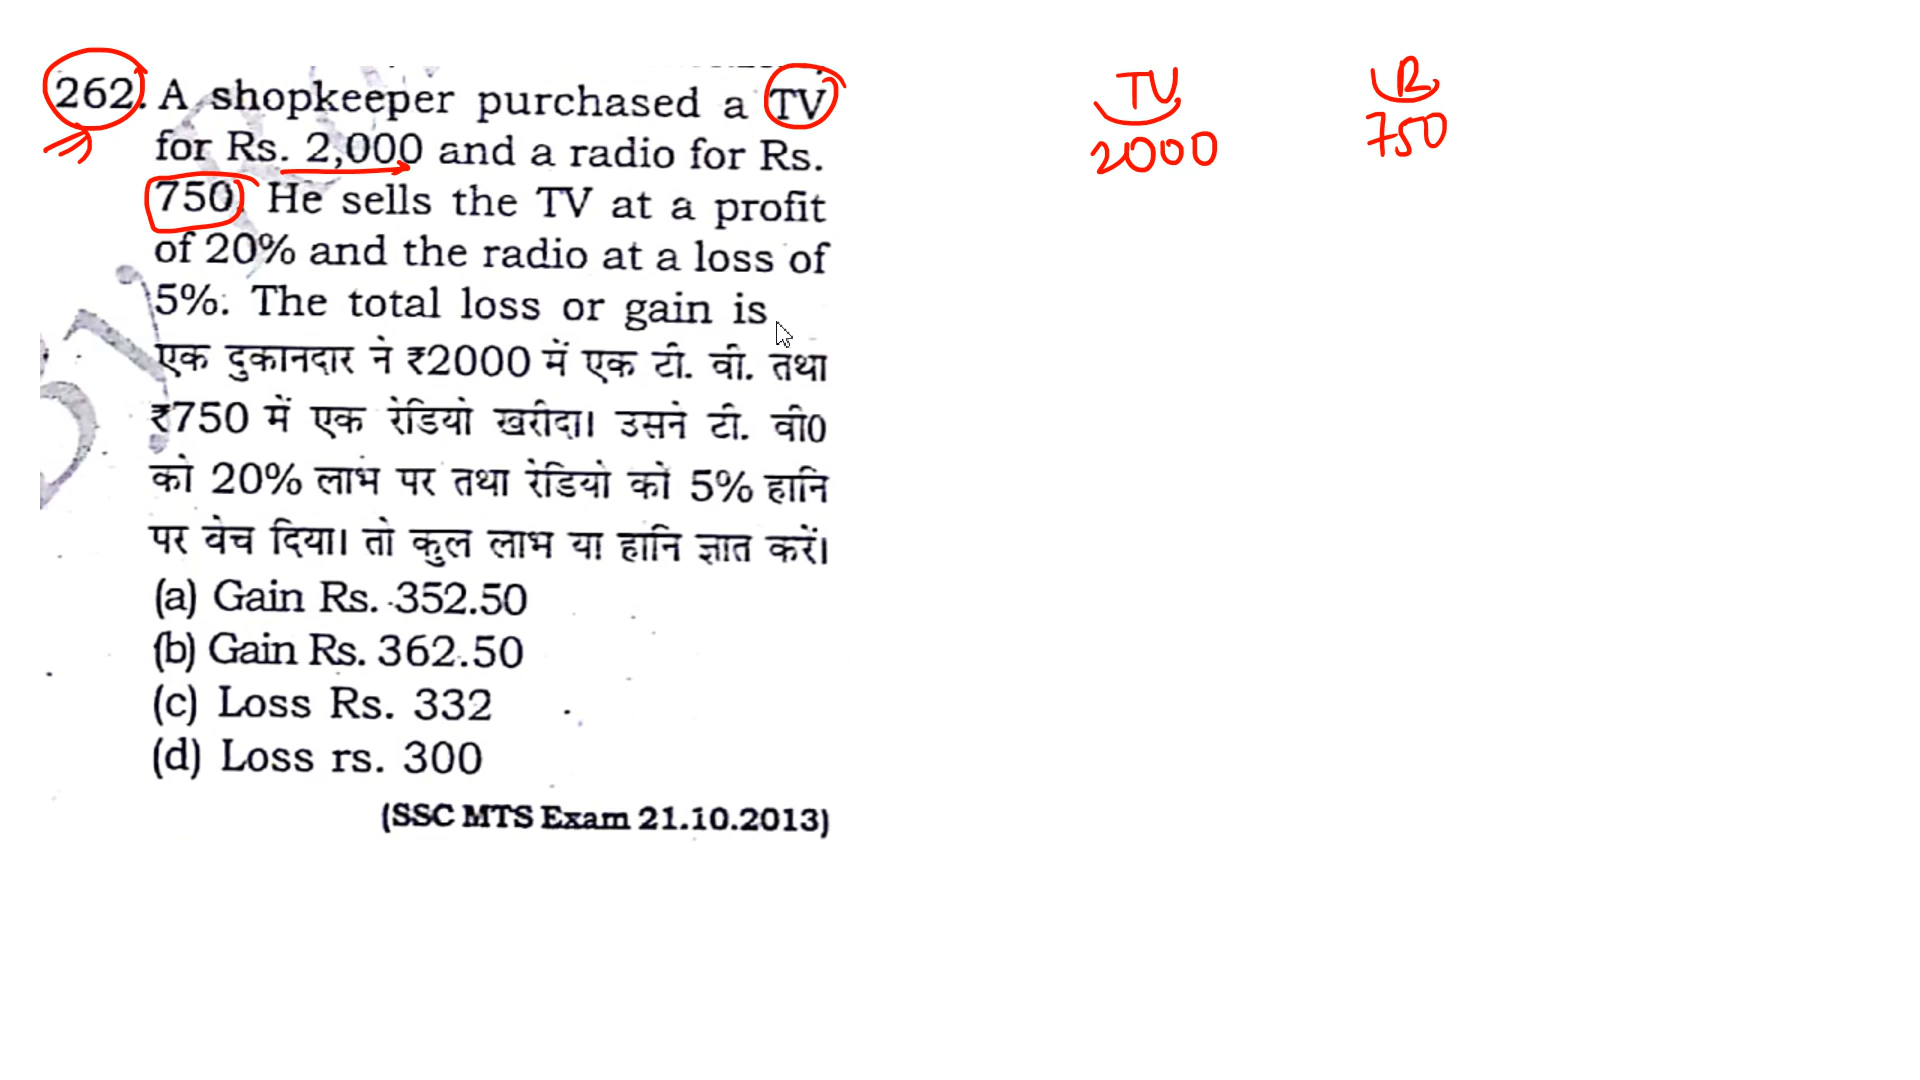 262. A shopkeeper purchased a TV
for Rs. 2,000 and a radio for Rs.
750. He sells the TV at a profit
of 20% and the radio at a loss of
5%. The total loss or gain is
एक दुकानदार ने ₹2000 में एक टी. वी. तथा
₹750 में एक रेडियो खरीदा। उसने टी. वी0
को 20% लाभ पर तथा रेडियो को 5% हानि
पर बेच दिया। तो कुल लाभ या हानि ज्ञात करें।
(a) Gain Rs. 352.50
(b) Gain Rs. 362.50
(c) Loss Rs. 332
(d) Loss rs. 300
(SSC MTS Exam 21.10.2013)
TV R
2000 750